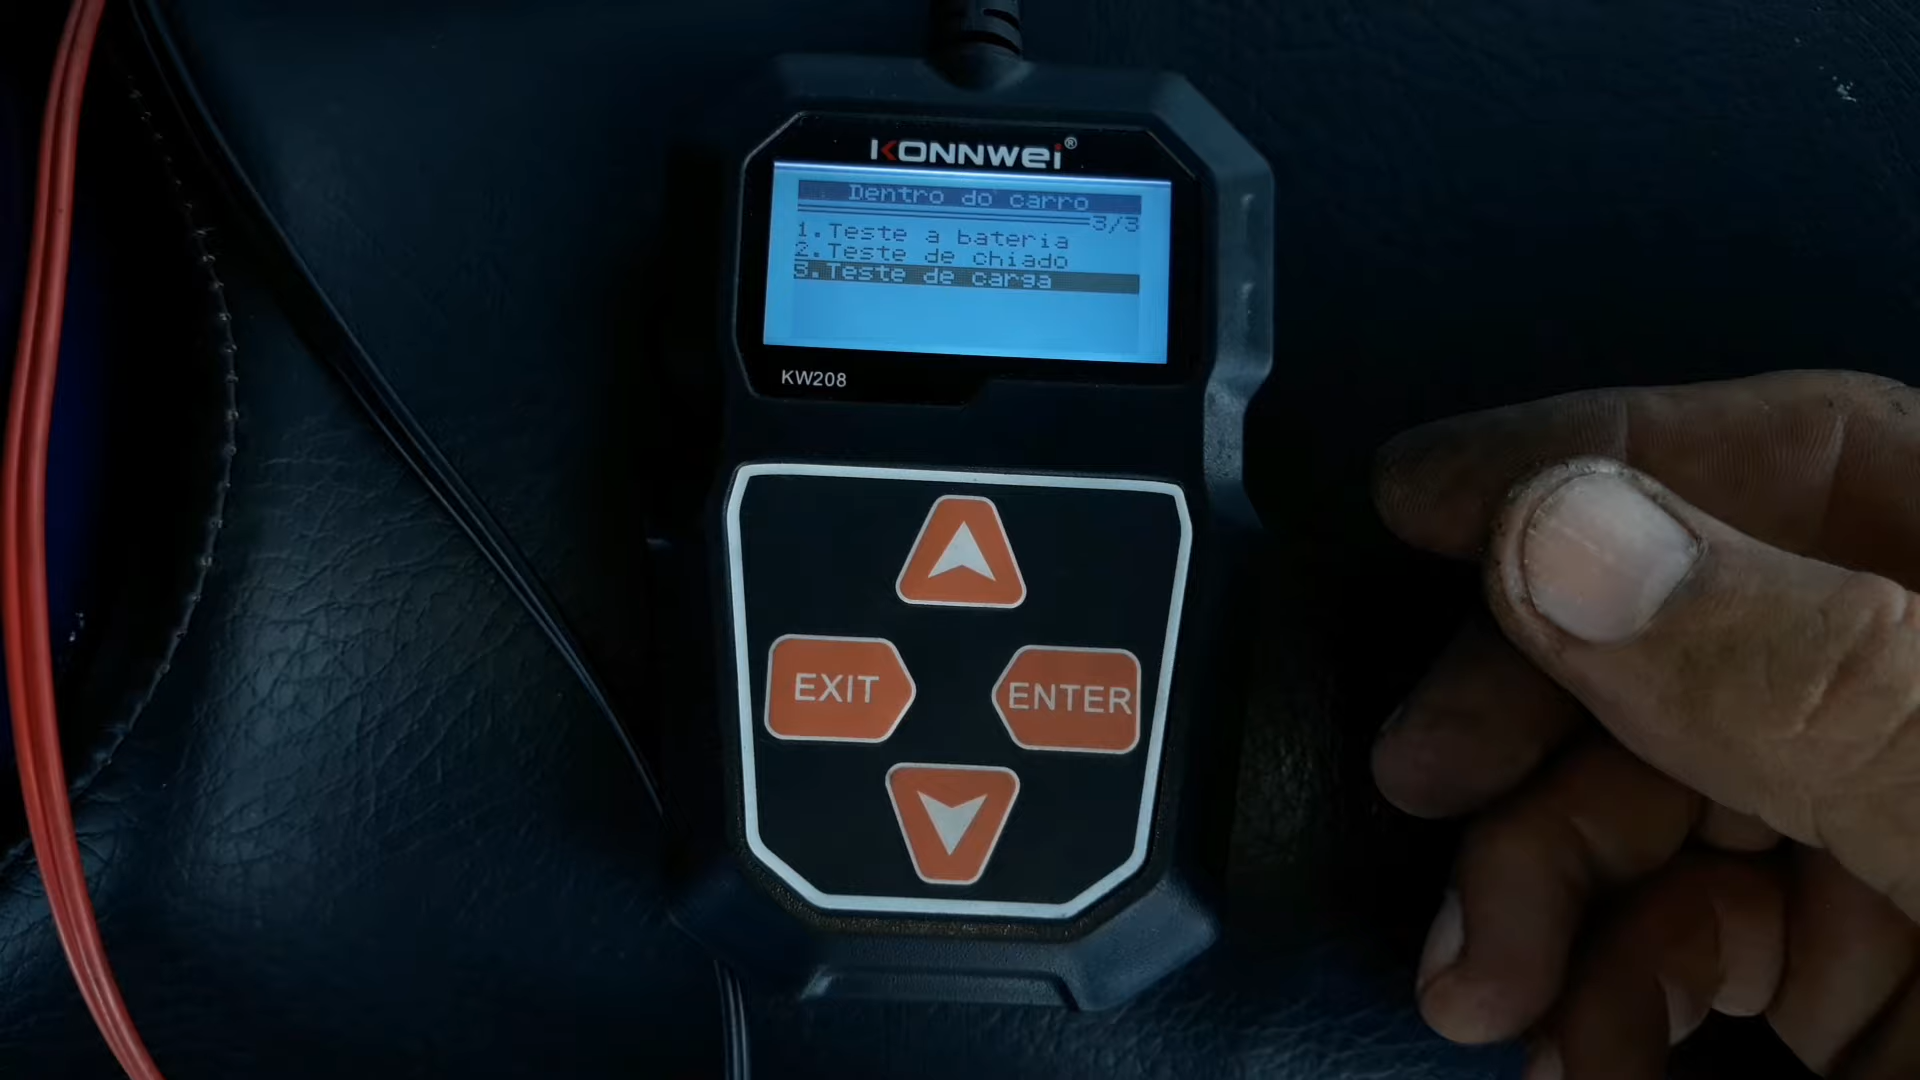 KONNWEI®
Dentro do carro
3/3
1.Teste a bateria
2.Teste de chiado
3.Teste de carga
KW208
EXIT
ENTER